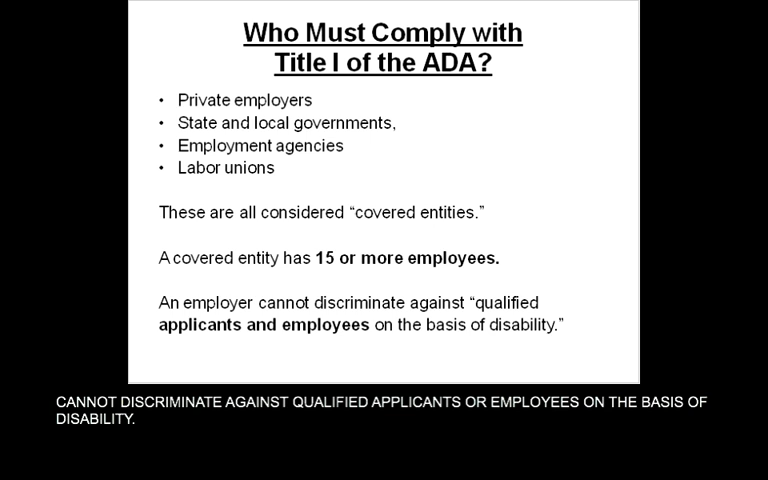 Who Must Comply with
Title I of the ADA?
• Private employers
• State and local governments,
• Employment agencies
• Labor unions
These are all considered “covered entities.”
A covered entity has 15 or more employees.
An employer cannot discriminate against “qualified
applicants and employees on the basis of disability.”
CANNOT DISCRIMINATE AGAINST QUALIFIED APPLICANTS OR EMPLOYEES ON THE BASIS OF
DISABILITY.